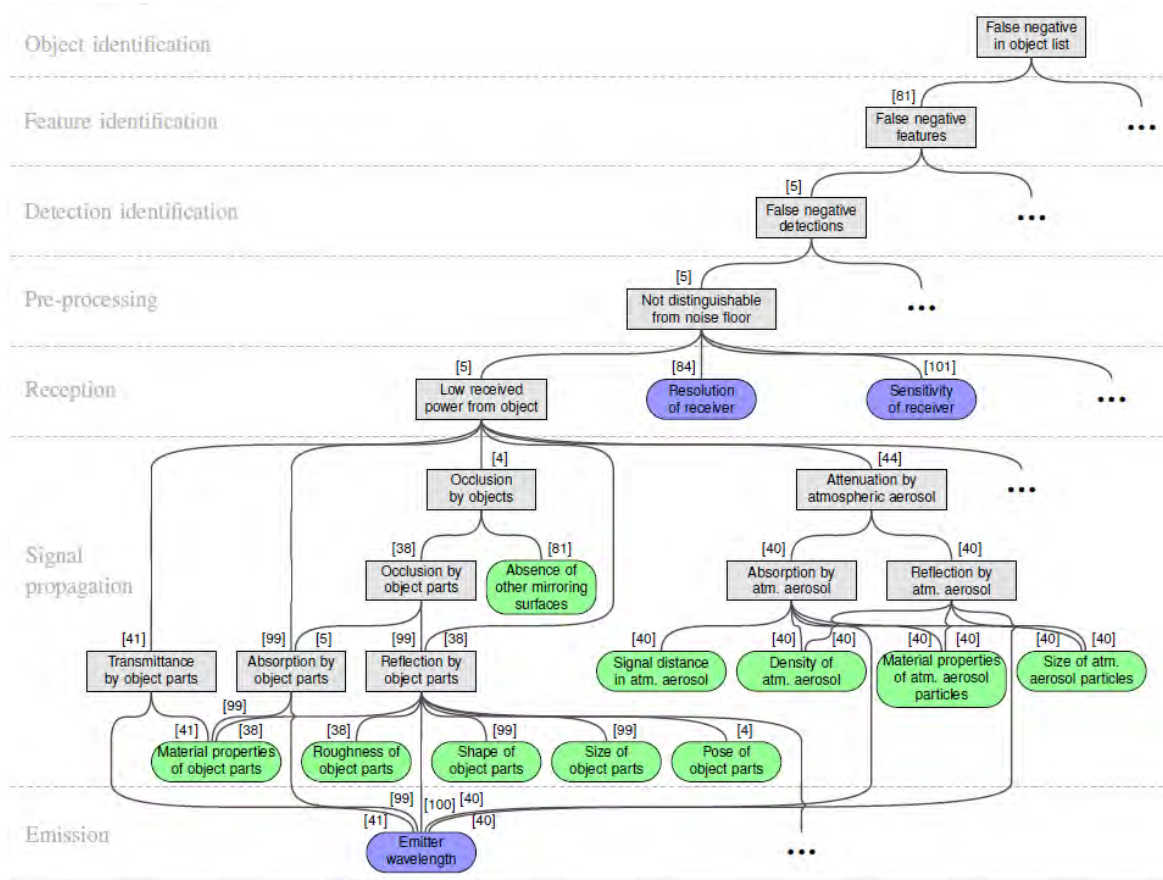 Object identification
False negative
in object list
[81]
Feature identification
False negative
features
...
[5]
Detection identification
False negative
detections
...
[5]
Pre-processing
Not distinguishable
from noise floor
...
[5]
[84]
[101]
Reception
Low received
power from object
Resolution
of receiver
Sensitivity
of receiver
...
[4]
[44]
Occlusion
by objects
Attenuation by
atmospheric aerosol
...
Signal
propagation
[38]
[81]
[40]
[40]
Occlusion by
object parts
Absence of
other mirroring
surfaces
Absorption by
atm. aerosol
Reflection by
atm. aerosol
[41]
[99]
[5]
[99]
[38]
[40]
[40]
[40]
[40]
[40]
[40]
[40]
Transmittance
by object parts
Absorption by
object parts
Reflection by
object parts
Signal distance
in atm. aerosol
Density of
atm. aerosol
Material properties
of atm. aerosol
particles
Size of atm.
aerosol particles
[99]
[41]
[38]
[38]
[99]
[99]
[4]
Material properties
of object parts
Roughness of
object parts
Shape of
object parts
Size of
object parts
Pose of
object parts
Emission
[99]
[100]
[40]
[41]
[40]
Emitter
wavelength
...